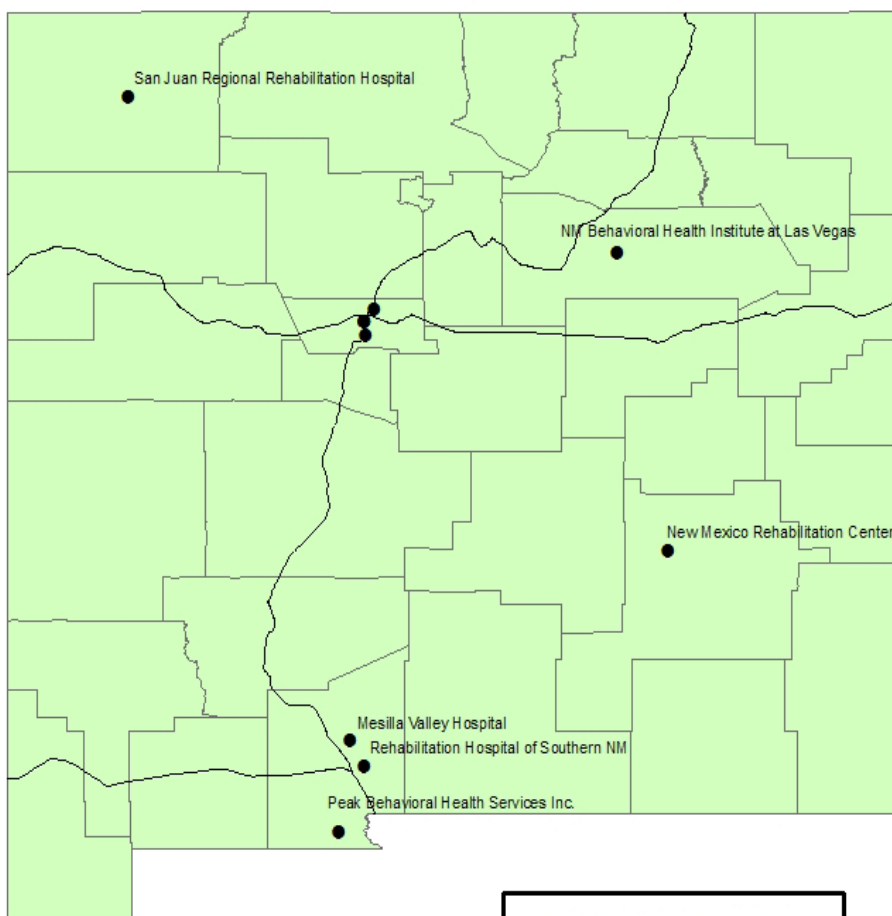 San Juan Regional Rehabilitation Hospital
NM Behavioral Health Institute at Las Vegas
New Mexico Rehabilitation Center
Mesilla Valley Hospital
Rehabilitation Hospital of Southern NM
Peak Behavioral Health Services Inc.